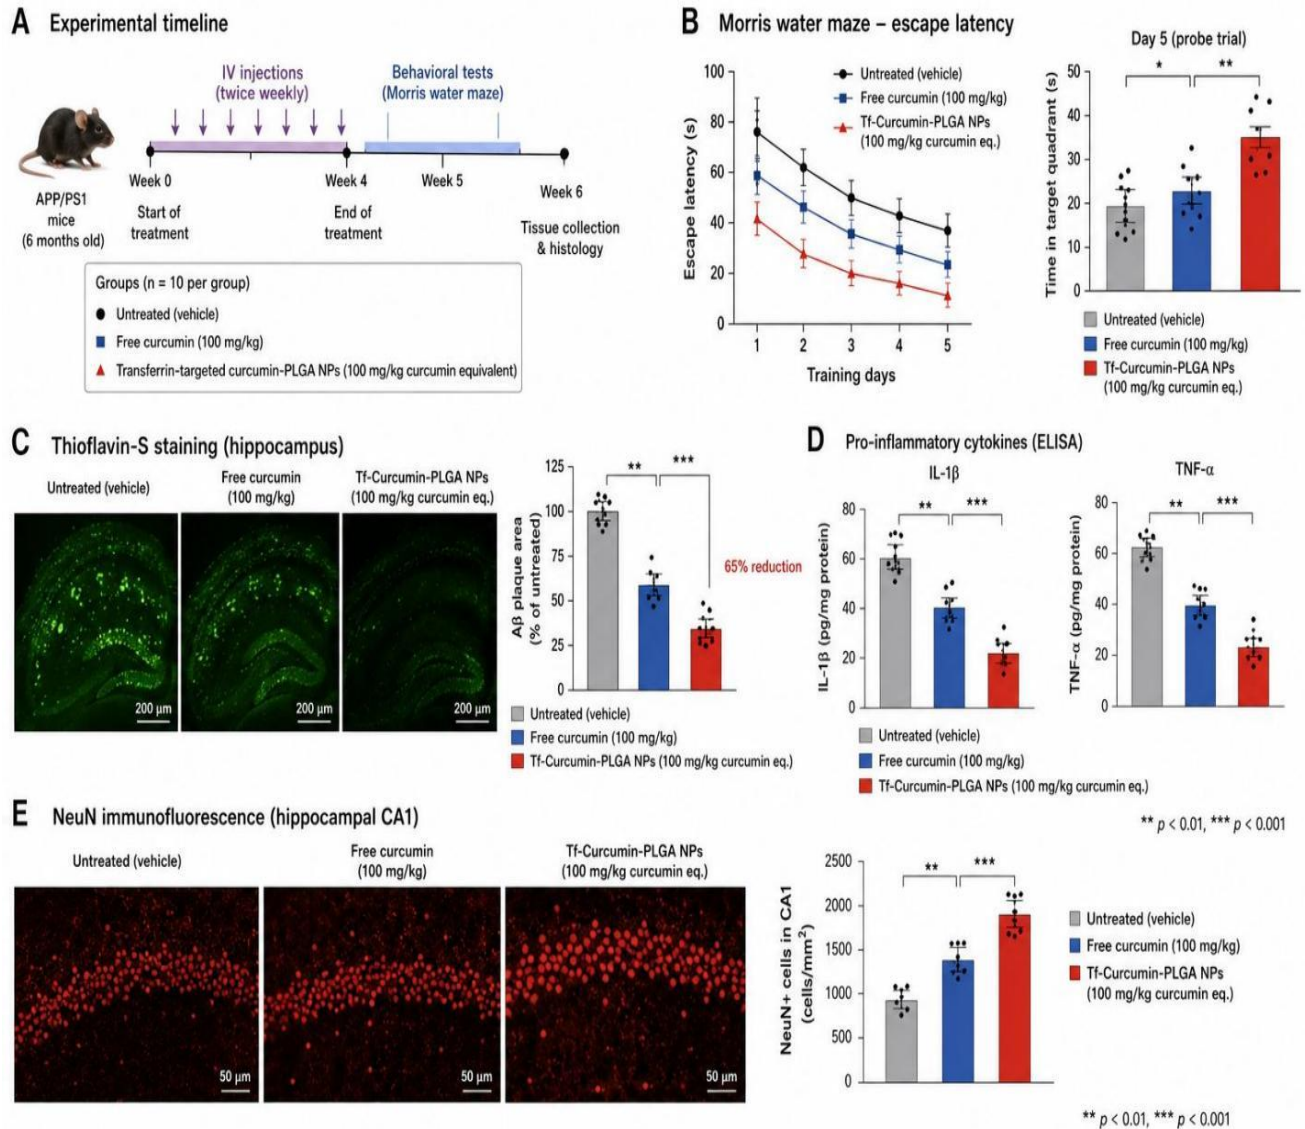 A Experimental timeline
IV injections
(twice weekly)
Behavioral tests
(Morris water maze)
Week 0
Week 4
Week 5
Week 6
APP/PS1
mice
(6 months old)
Start of
treatment
End of
treatment
Tissue collection
& histology
Groups (n = 10 per group)
Untreated (vehicle)
Free curcumin (100 mg/kg)
Transferrin-targeted curcumin-PLGA NPs (100 mg/kg curcumin equivalent)
B Morris water maze – escape latency
Escape latency (s)
100
80
60
40
20
0
1 2 3 4 5
Training days
Untreated (vehicle)
Free curcumin (100 mg/kg)
Tf-Curcumin-PLGA NPs
(100 mg/kg curcumin eq.)
Day 5 (probe trial)
Time in target quadrant (s)
50
40
30
20
10
0
* **
Untreated (vehicle)
Free curcumin (100 mg/kg)
Tf-Curcumin-PLGA NPs
(100 mg/kg curcumin eq.)
C Thioflavin-S staining (hippocampus)
Untreated (vehicle)
Free curcumin
(100 mg/kg)
Tf-Curcumin-PLGA NPs
(100 mg/kg curcumin eq.)
200 µm
200 µm
200 µm
Aβ plaque area
(% of untreated)
125
100
75
50
25
0
** ***
65% reduction
Untreated (vehicle)
Free curcumin (100 mg/kg)
Tf-Curcumin-PLGA NPs (100 mg/kg curcumin eq.)
D Pro-inflammatory cytokines (ELISA)
IL-1β
IL-1β (pg/mg protein)
80
60
40
20
0
** ***
TNF-α
TNF-α (pg/mg protein)
80
60
40
20
0
** ***
Untreated (vehicle)
Free curcumin (100 mg/kg)
Tf-Curcumin-PLGA NPs (100 mg/kg curcumin eq.)
** p < 0.01, *** p < 0.001
E NeuN immunofluorescence (hippocampal CA1)
Untreated (vehicle)
Free curcumin
(100 mg/kg)
Tf-Curcumin-PLGA NPs
(100 mg/kg curcumin eq.)
50 µm
50 µm
50 µm
NeuN+ cells in CA1
(cells/mm²)
2500
2000
1500
1000
500
0
** ***
Untreated (vehicle)
Free curcumin (100 mg/kg)
Tf-Curcumin-PLGA NPs
(100 mg/kg curcumin eq.)
** p < 0.01, *** p < 0.001